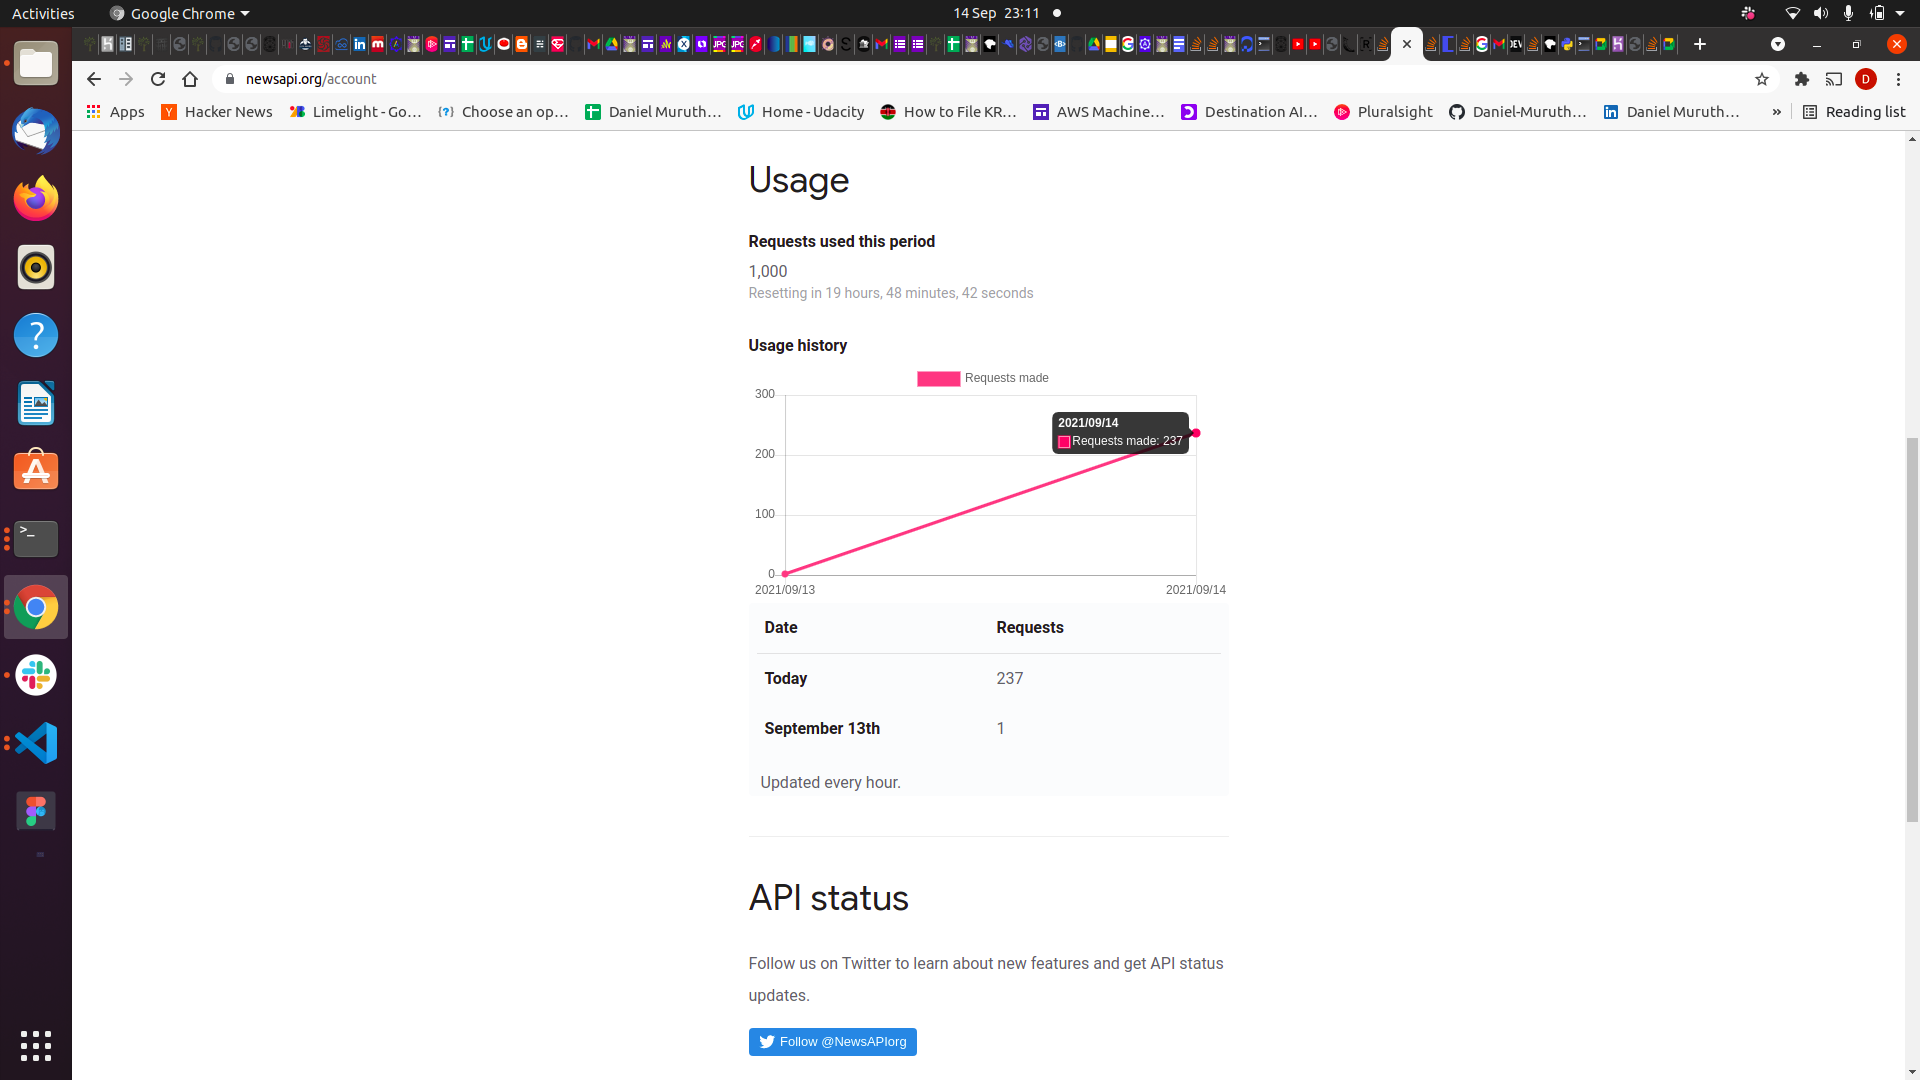 Activities
Google Chrome
14 Sep 23:11
newsapi.org/account
Apps
Hacker News
Limelight - Go…
Choose an op…
Daniel Muruth…
Home - Udacity
How to File KR…
AWS Machine…
Destination AI…
Pluralsight
Daniel-Muruth…
Daniel Muruth…
»
Reading list
Usage
Requests used this period
1,000
Resetting in 19 hours, 48 minutes, 42 seconds
Usage history
Requests made
300
2021/09/14
Requests made: 237
200
100
0
2021/09/13
2021/09/14
Date Requests
Today 237
September 13th 1
Updated every hour.
API status
Follow us on Twitter to learn about new features and get API status
updates.
Follow @NewsAPIorg